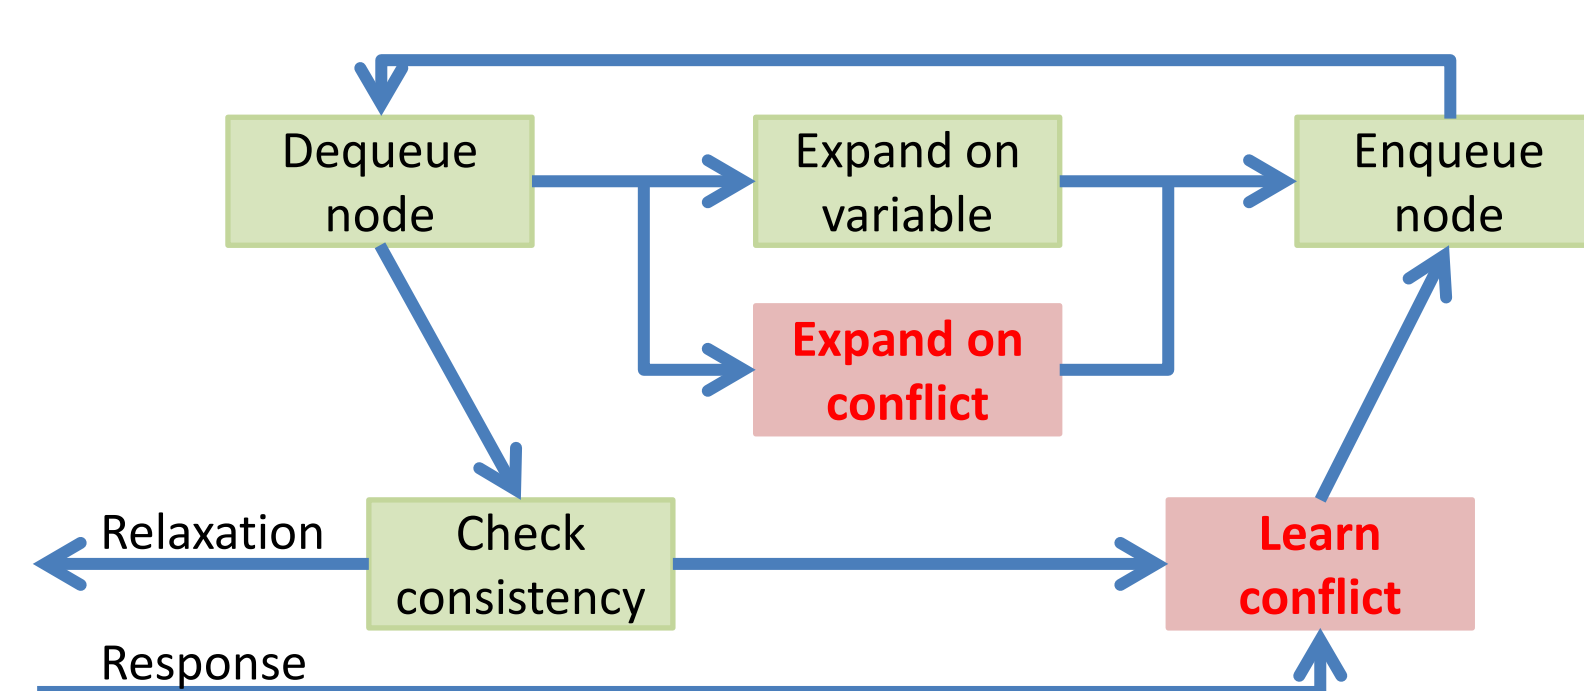 Dequeue
node
Expand on
variable
Enqueue
node
Expand on
conflict
Relaxation
Check
consistency
Learn
conflict
Response